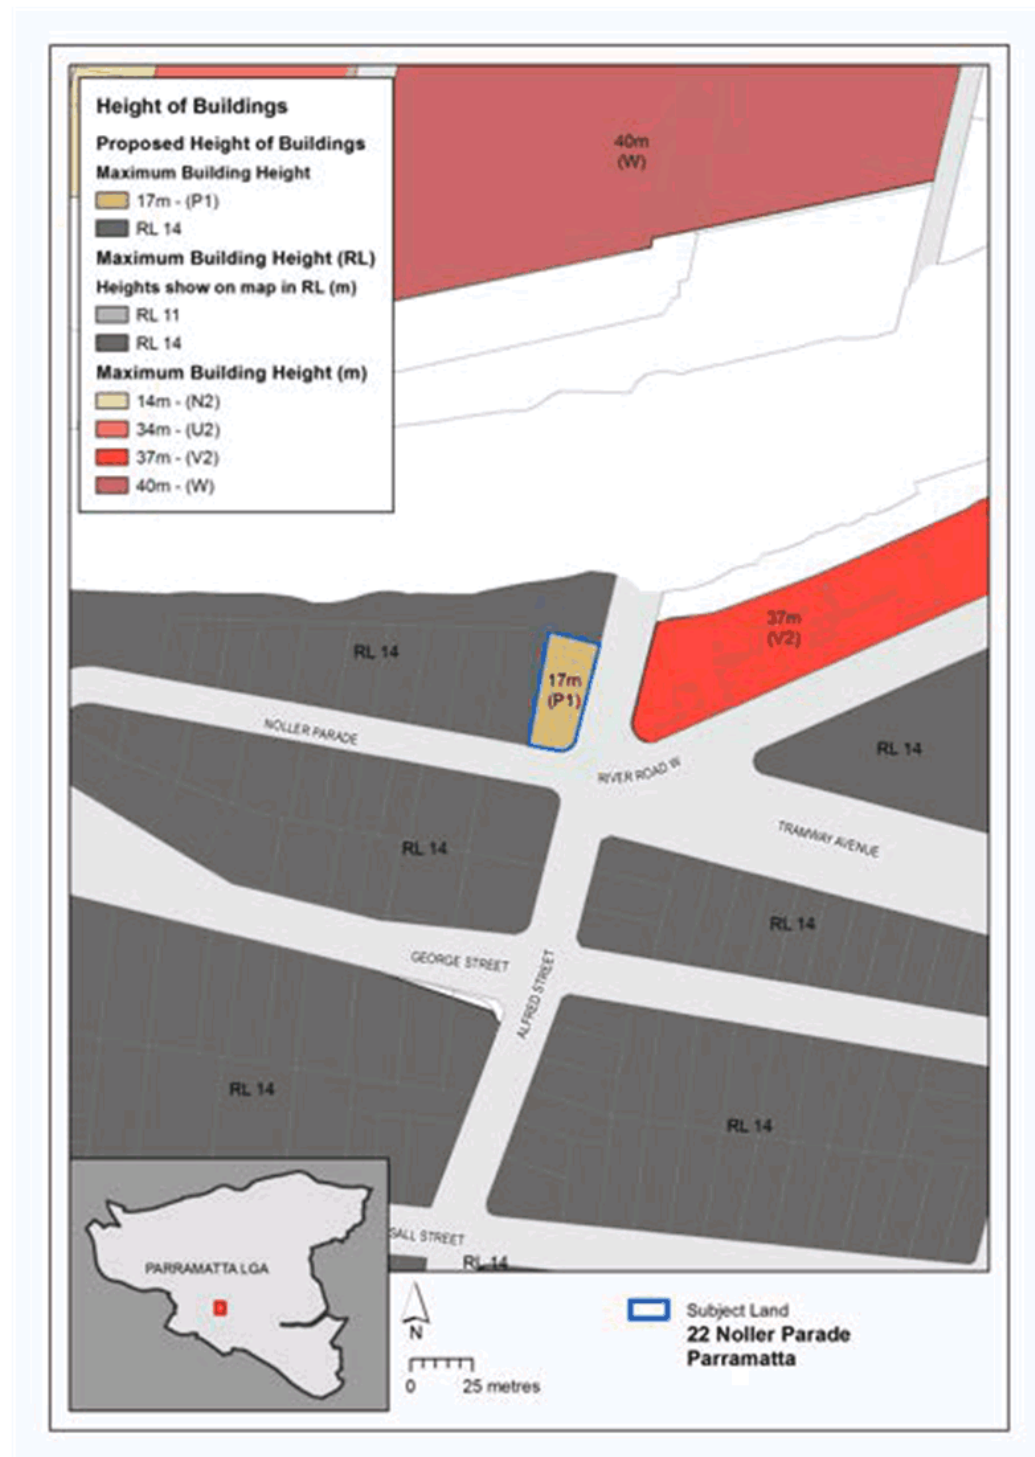 Height of Buildings
Proposed Height of Buildings
Maximum Building Height
17m - (P1)
RL 14
Maximum Building Height (RL)
Heights show on map in RL (m)
RL 11
RL 14
Maximum Building Height (m)
14m - (N2)
34m - (U2)
37m - (V2)
40m - (W)
40m
(W)
37m
(V2)
RL 14
17m
(P1)
NOLLER PARADE
RIVER ROAD W
RL 14
TRAMWAY AVENUE
RL 14
RL 14
GEORGE STREET
ALFRED STREET
RL 14
RL 14
STREET
RL 14
PARRAMATTA LGA
N
0 25 metres
Subject Land
22 Noller Parade
Parramatta